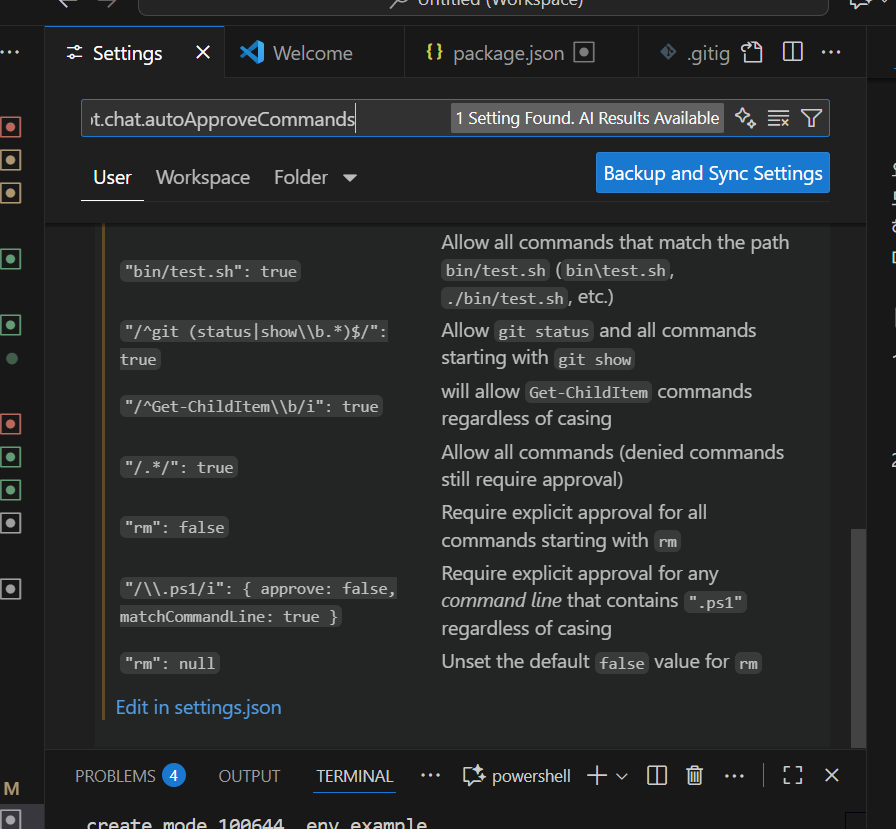 Untitled (Workspace)
Settings
Welcome
{} package.json
.gitig
t.chat.autoApproveCommands
1 Setting Found. AI Results Available
User
Workspace
Folder
Backup and Sync Settings
"bin/test.sh": true
Allow all commands that match the path
bin/test.sh (bin\test.sh,
./bin/test.sh, etc.)
"/^git (status|show\\b.*)$/":
true
Allow git status and all commands
starting with git show
"/^Get-ChildItem\\b/i": true
will allow Get-ChildItem commands
regardless of casing
"/.*/": true
Allow all commands (denied commands
still require approval)
"rm": false
Require explicit approval for all
commands starting with rm
"/\\.ps1/i": { approve: false,
matchCommandLine: true }
Require explicit approval for any
command line that contains ".ps1"
regardless of casing
"rm": null
Unset the default false value for rm
Edit in settings.json
PROBLEMS 4
OUTPUT
TERMINAL
powershell
M
create mode 100644 .env.example